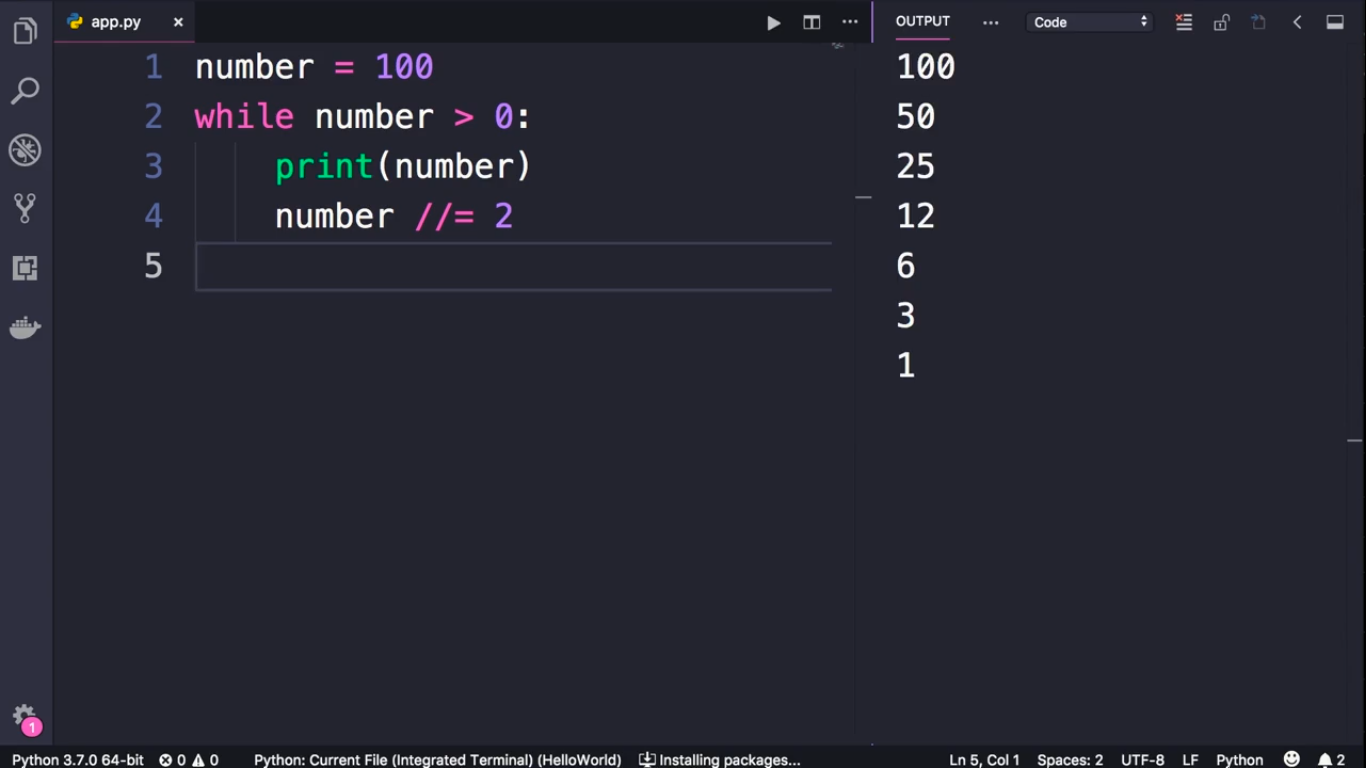 app.py
OUTPUT
Code
1 number = 100
2 while number > 0:
3 print(number)
4 number //= 2
5
100
50
25
12
6
3
1
1
Python 3.7.0 64-bit 0 0 Python: Current File (Integrated Terminal) (HelloWorld) Installing packages... Ln 5, Col 1 Spaces: 2 UTF-8 LF Python 2